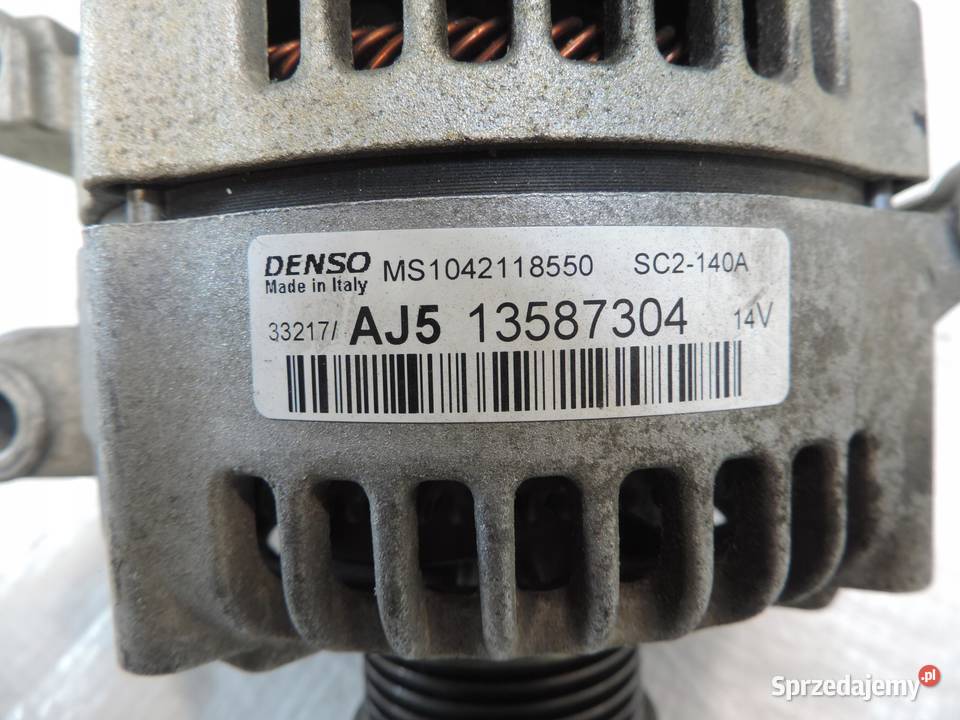 DENSO MS1042118550 SC2-140A
Made in Italy
33217/ AJ5 13587304 14V
Sprzedajemy.pl